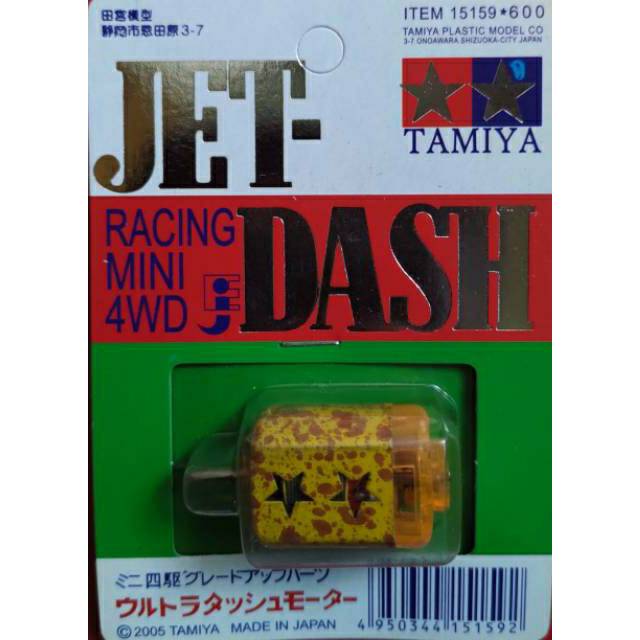 田宮模型
静岡市恩田原3-7
ITEM 15159*600
TAMIYA PLASTIC MODEL CO
3-7 ONGAWARA SHIZUOKA-CITY JAPAN
JET-
TAMIYA
RACING
MINI
4WD
DASH
ミニ四駆グレードアップパーツ
ウルトラダッシュモーター
©2005 TAMIYA MADE IN JAPAN
4 950344 151592